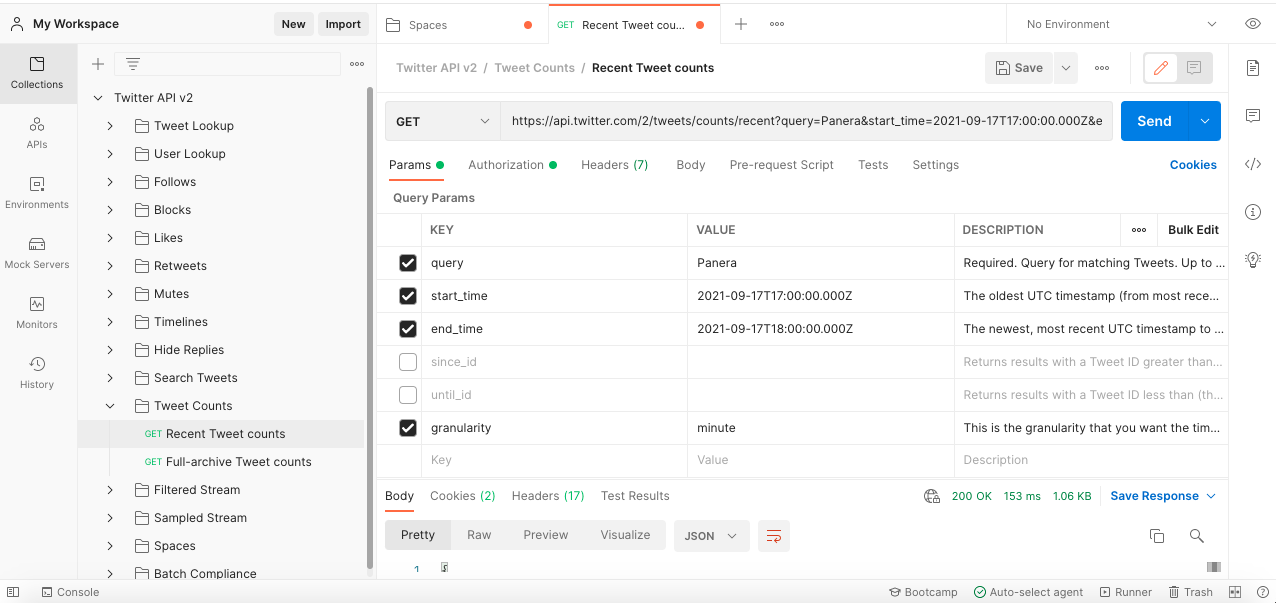 My Workspace
New
Import
Spaces
GET Recent Tweet cou...
No Environment
Collections
APIs
Environments
Mock Servers
Monitors
History
Twitter API v2
Tweet Lookup
User Lookup
Follows
Blocks
Likes
Retweets
Mutes
Timelines
Hide Replies
Search Tweets
Tweet Counts
GET Recent Tweet counts
GET Full-archive Tweet counts
Filtered Stream
Sampled Stream
Spaces
Batch Compliance
Twitter API v2 / Tweet Counts / Recent Tweet counts
Save
GET
https://api.twitter.com/2/tweets/counts/recent?query=Panera&start_time=2021-09-17T17:00:00.000Z&e
Send
Params
Authorization
Headers (7)
Body
Pre-request Script
Tests
Settings
Cookies
Query Params
KEY VALUE DESCRIPTION Bulk Edit
query Panera Required. Query for matching Tweets. Up to ...
start_time 2021-09-17T17:00:00.000Z The oldest UTC timestamp (from most rece...
end_time 2021-09-17T18:00:00.000Z The newest, most recent UTC timestamp to ...
since_id Returns results with a Tweet ID greater than...
until_id Returns results with a Tweet ID less than (th...
granularity minute This is the granularity that you want the tim...
Key Value Description
Body Cookies (2) Headers (17) Test Results
200 OK 153 ms 1.06 KB Save Response
Pretty Raw Preview Visualize JSON
1 {
Console
Bootcamp Auto-select agent Runner Trash